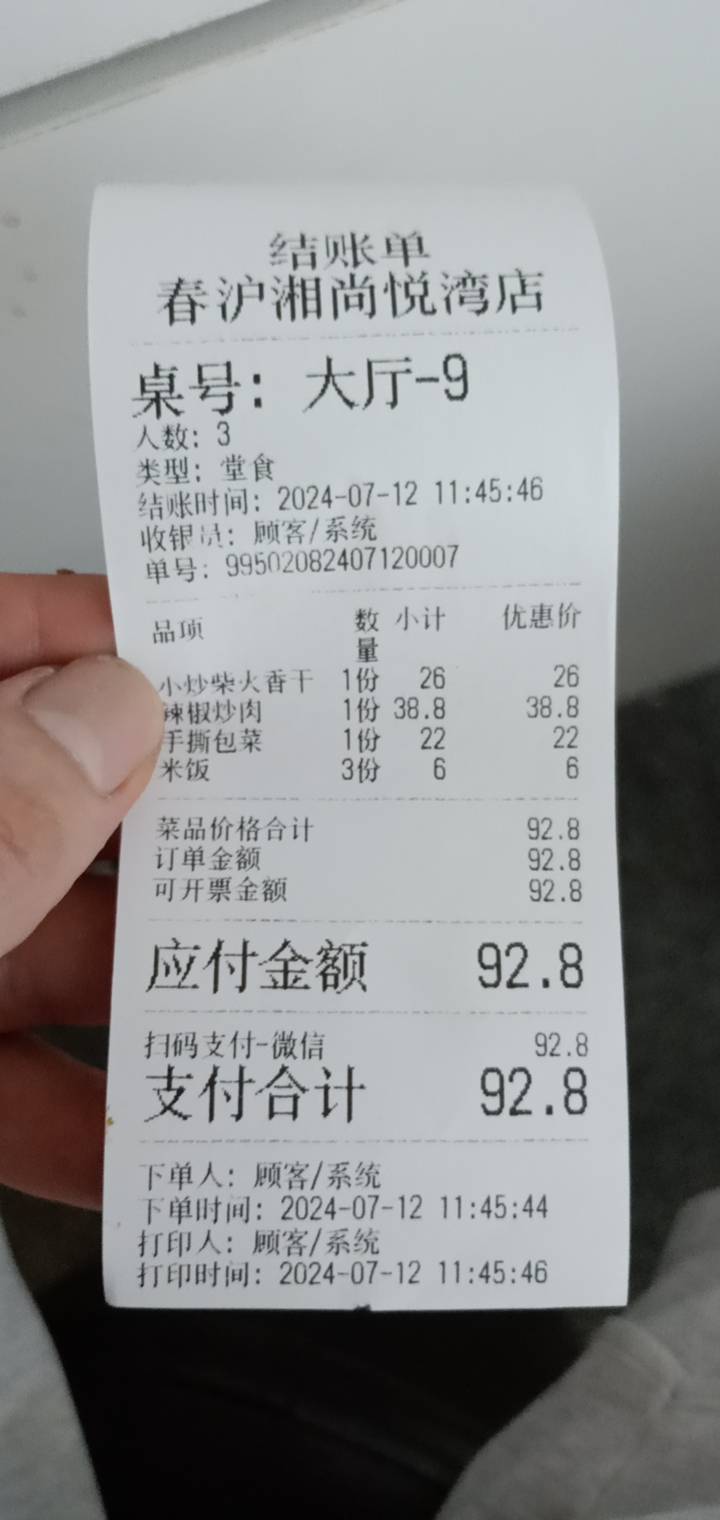 结账单
春沪湘尚悦湾店
桌号: 大厅-9
人数: 3
类型: 堂食
结账时间: 2024-07-12 11:45:46
收银员: 顾客/系统
单号: 99502082407120007
品项 数量 小计 优惠价
小炒柴火香干 1份 26 26
辣椒炒肉 1份 38.8 38.8
手撕包菜 1份 22 22
米饭 3份 6 6
菜品价格合计 92.8
订单金额 92.8
可开票金额 92.8
应付金额 92.8
扫码支付-微信 92.8
支付合计 92.8
下单人: 顾客/系统
下单时间: 2024-07-12 11:45:44
打印人: 顾客/系统
打印时间: 2024-07-12 11:45:46